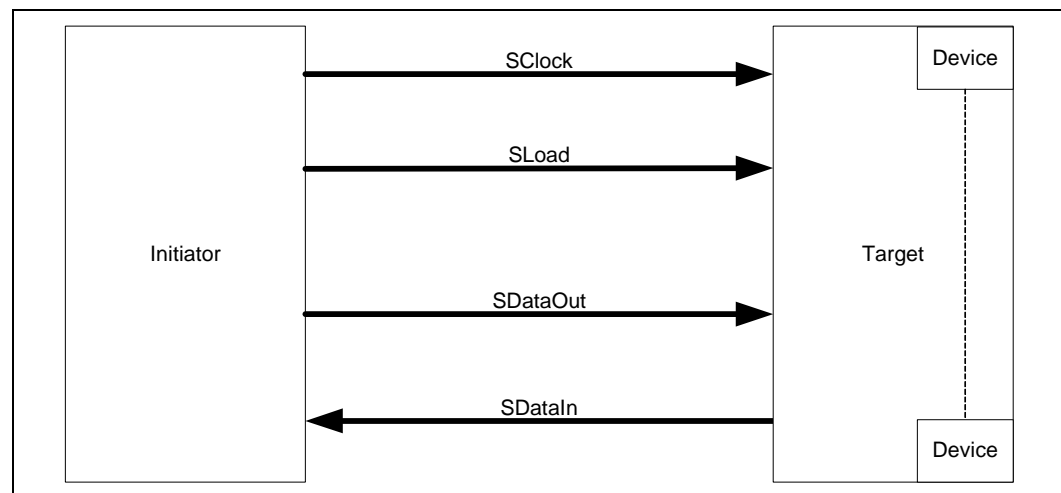 SClock
Device
SLoad
Initiator
Target
SDataOut
SDataIn
Device